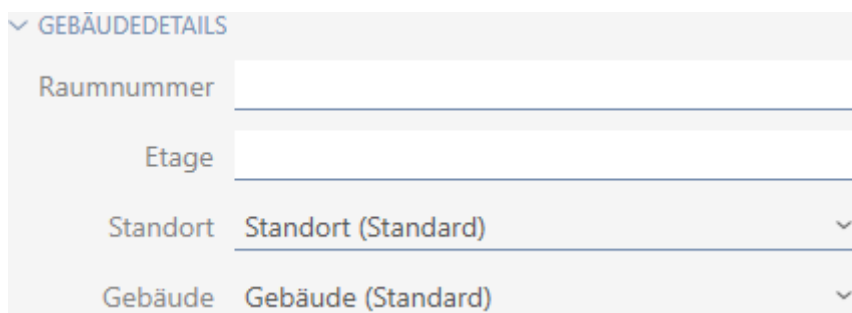 GEBÄUDEDETAILS
Raumnummer
Etage
Standort Standort (Standard)
Gebäude Gebäude (Standard)